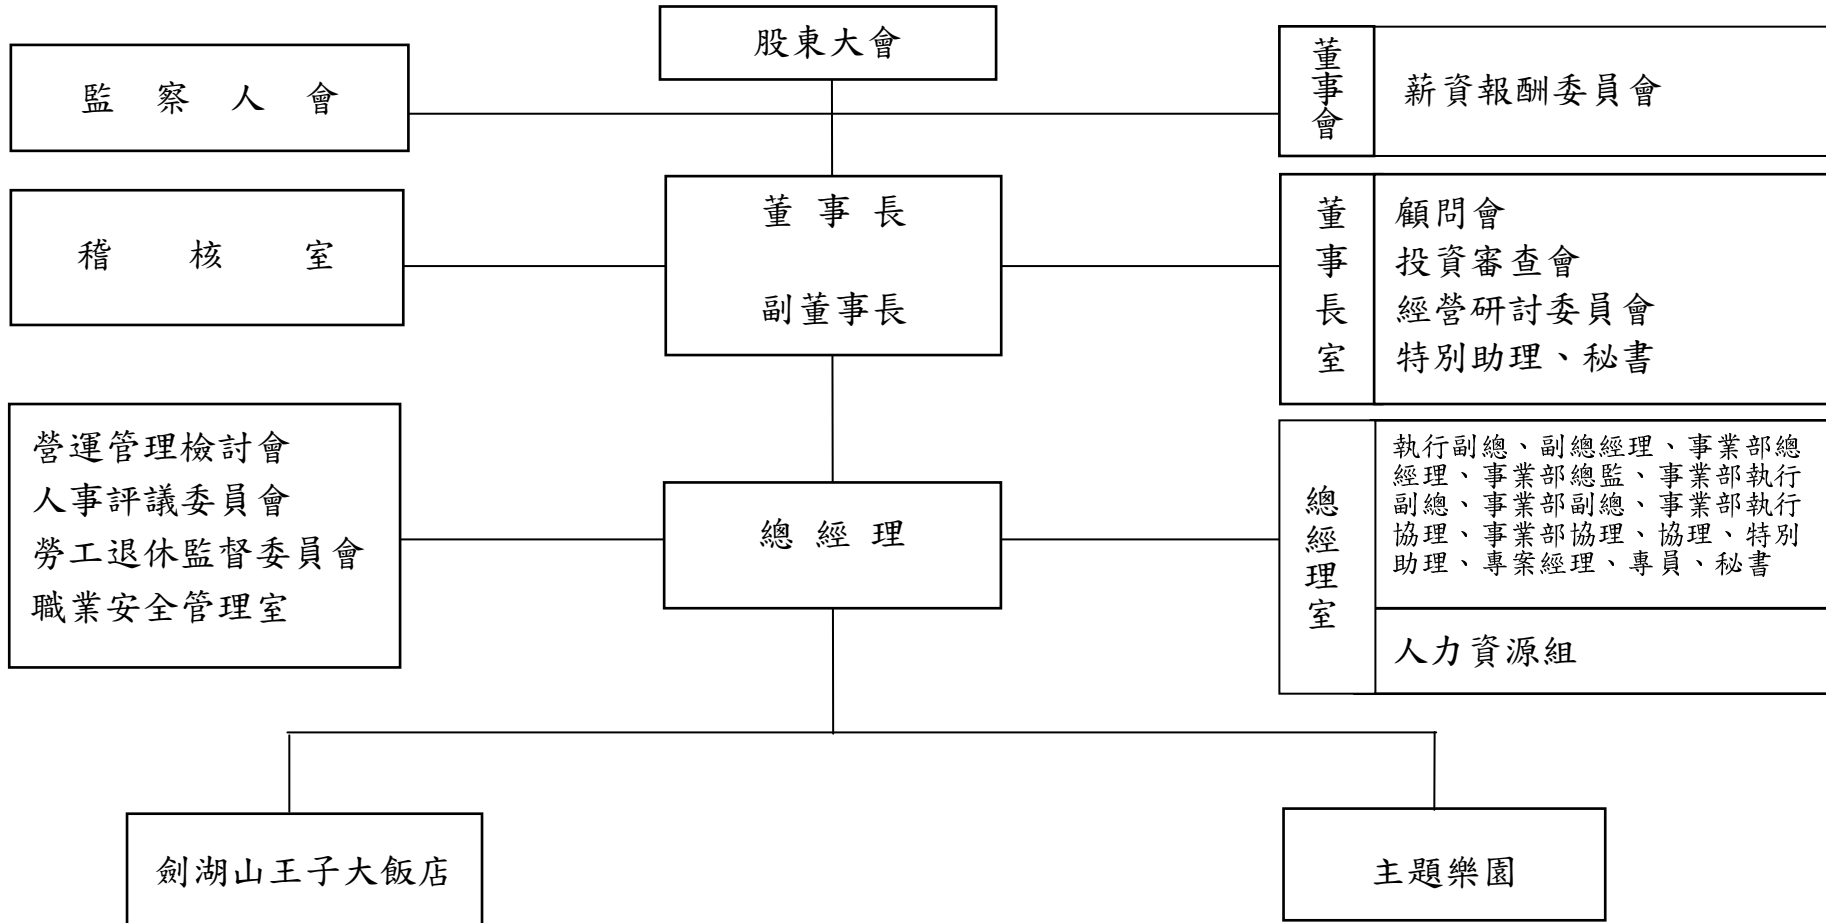 股東大會
監察人會
董事會
薪資報酬委員會
董事長
副董事長
稽核室
董事長室
顧問會
投資審查會
經營研討委員會
特別助理、秘書
營運管理檢討會
人事評議委員會
勞工退休監督委員會
職業安全管理室
總經理
總經理室
執行副總、副總經理、事業部總
經理、事業部總監、事業部執行
副總、事業部副總、事業部執行
協理、事業部協理、協理、特別
助理、專案經理、專員、秘書
人力資源組
劍湖山王子大飯店
主題樂園